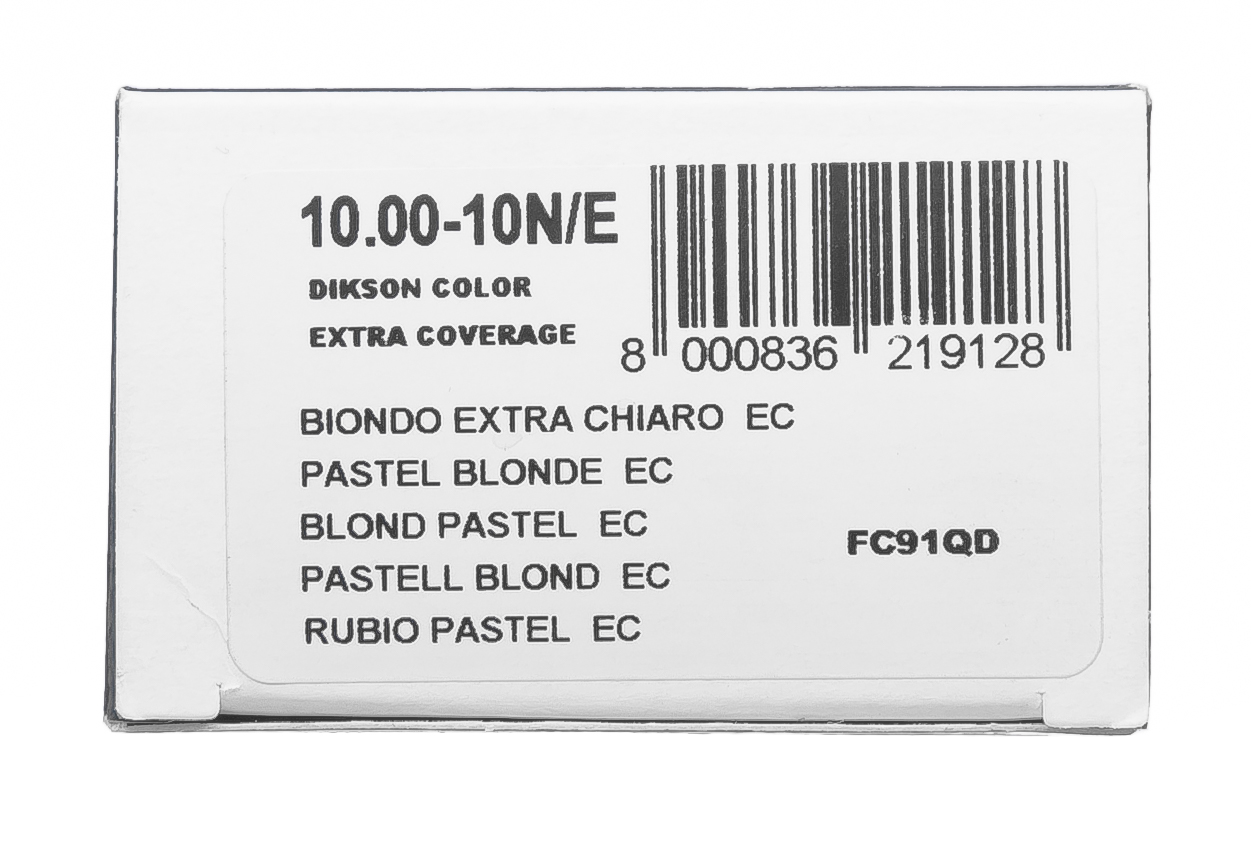 10.00-10N/E
DIKSON COLOR
EXTRA COVERAGE
8 000836 219128
BIONDO EXTRA CHIARO EC
PASTEL BLONDE EC
BLOND PASTEL EC
PASTELL BLOND EC
RUBIO PASTEL EC
FC91QD